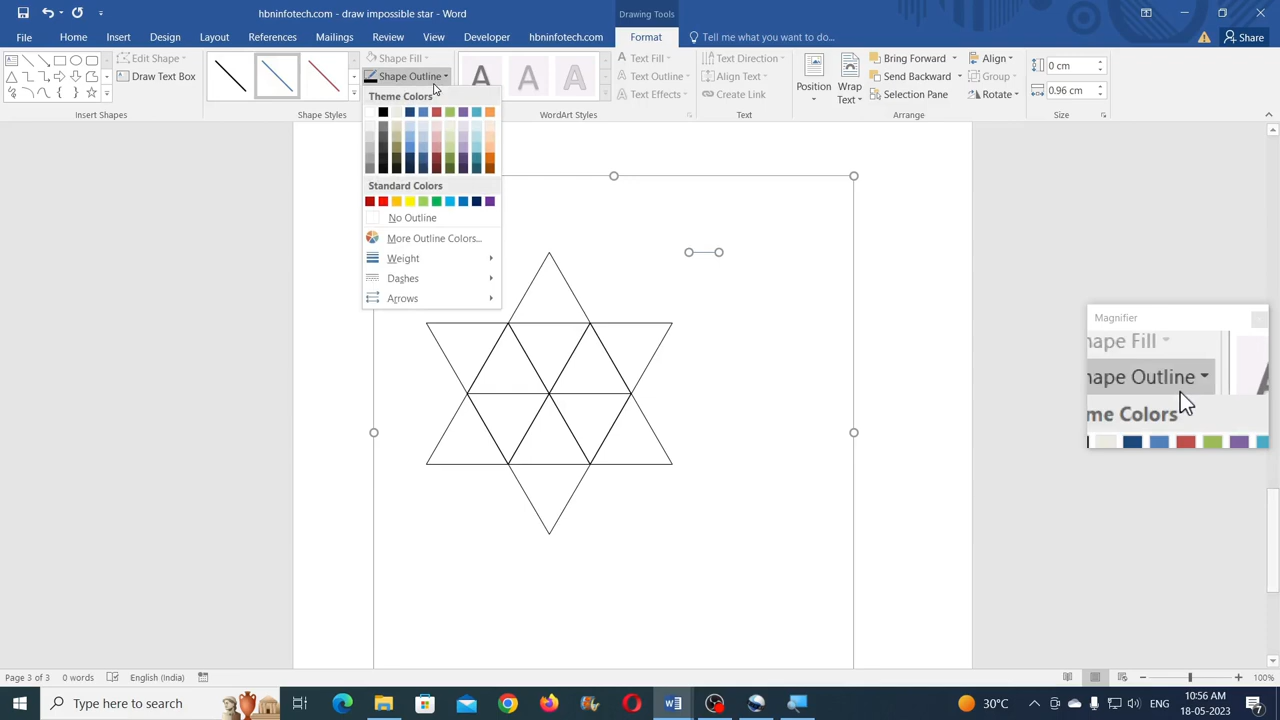 hbninfotech.com - draw impossible star - Word
Drawing Tools
File
Home
Insert
Draw
Design
Layout
References
Mailings
Review
View
Developer
hbninfotech.com
Format
Tell me what you want to do...
Share
Edit Shape
Draw Text Box
Insert Shapes
Shape Styles
Shape Fill
Shape Outline
A A A
WordArt Styles
Text Fill
Text Outline
Text Effects
Text Direction
Align Text
Create Link
Text
Position
Wrap
Text
Bring Forward
Send Backward
Selection Pane
Align
Group
Rotate
Arrange
0 cm
0.96 cm
Size
Theme Colors
Standard Colors
No Outline
More Outline Colors...
Weight
Dashes
Arrows
Magnifier
hape Fill
hape Outline
me Colors
Page 3 of 3
0 words
English (India)
100%
Type here to search
30°C
10:56 AM
18-05-2023